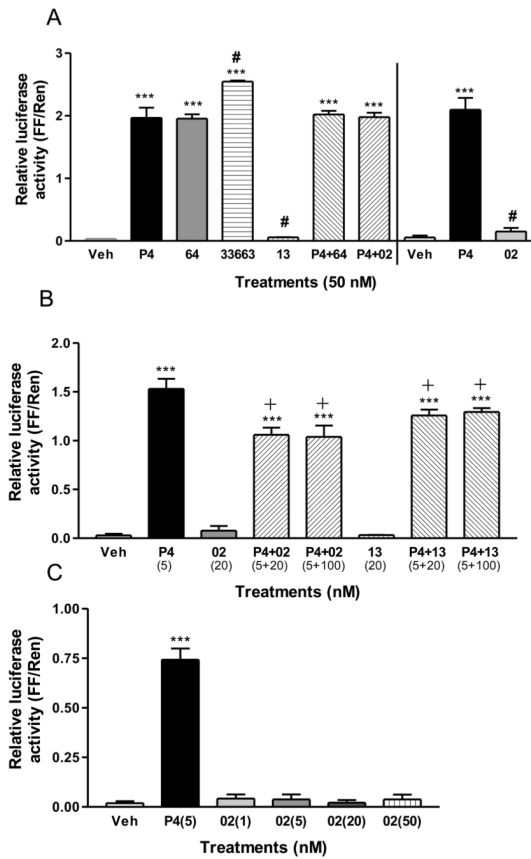 A
Relative luciferase
activity (FF/Ren)
3
2
1
0
***
***
#
***
#
***
***
***
#
Veh P4 64 33663 13 P4+64 P4+02 Veh P4 02
Treatments (50 nM)
B
Relative luciferase
activity (FF/Ren)
2.0
1.5
1.0
0.5
0.0
***
+
***
+
***
+
***
+
***
Veh P4 02 P4+02 P4+02 13 P4+13 P4+13
(5) (20) (5+20) (5+100) (20) (5+20) (5+100)
Treatments (nM)
C
Relative luciferase
activity (FF/Ren)
1.00
0.75
0.50
0.25
0.00
***
Veh P4(5) 02(1) 02(5) 02(20) 02(50)
Treatments (nM)